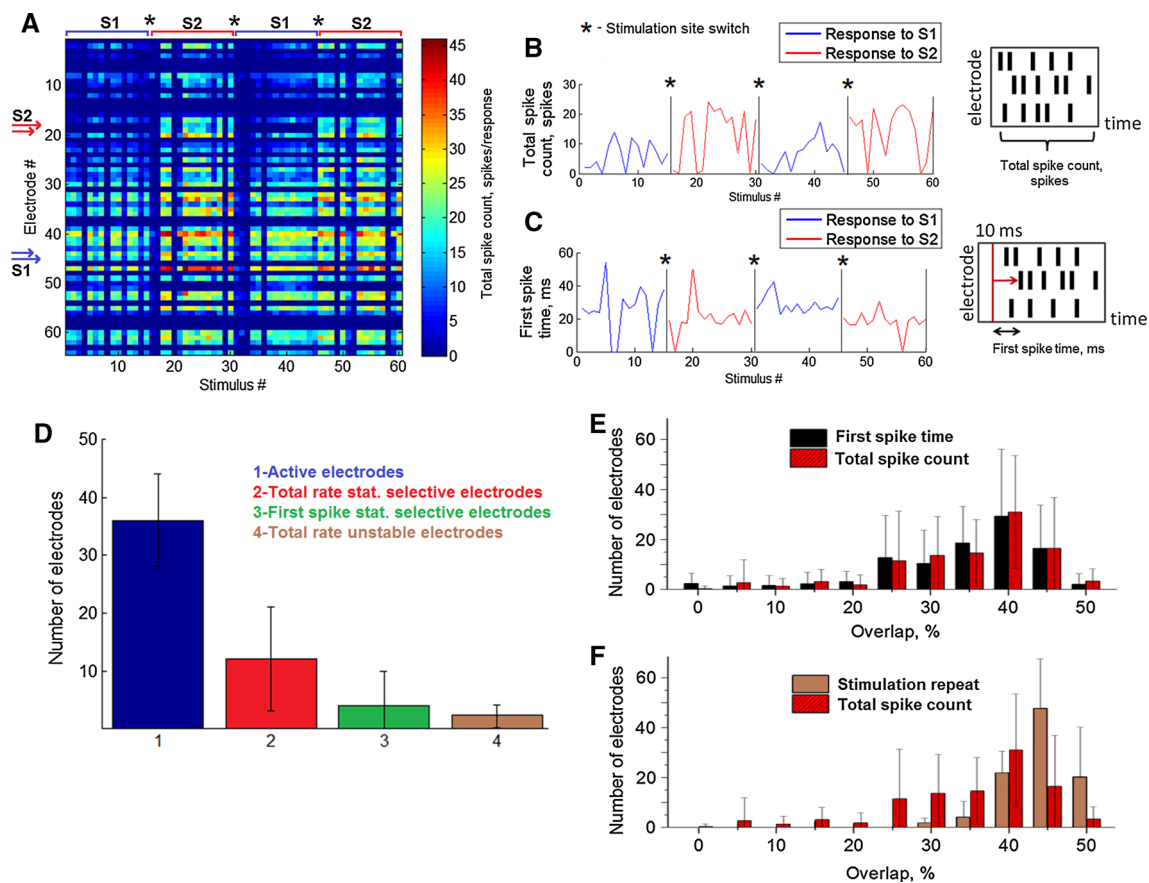 A
S1 * S2 * S1 * S2
10
20
30
40
50
60
S2
S1
Electrode #
10 20 30 40 50 60
Stimulus #
45
40
35
30
25
20
15
10
5
0
Total spike count, spikes/response
* - Stimulation site switch
B
Response to S1
Response to S2
* * *
30
20
10
0
Total spike count, spikes
0 10 20 30 40 50 60
Stimulus #
electrode
time
Total spike count, spikes
C
Response to S1
Response to S2
* * *
60
40
20
0
First spike time, ms
0 10 20 30 40 50 60
Stimulus #
10 ms
electrode
time
First spike time, ms
D
50
40
30
20
10
Number of electrodes
1-Active electrodes
2-Total rate stat. selective electrodes
3-First spike stat. selective electrodes
4-Total rate unstable electrodes
1 2 3 4
E
First spike time
Total spike count
60
40
20
0
Number of electrodes
0 10 20 30 40 50
Overlap, %
F
Stimulation repeat
Total spike count
60
40
20
0
Number of electrodes
0 10 20 30 40 50
Overlap, %